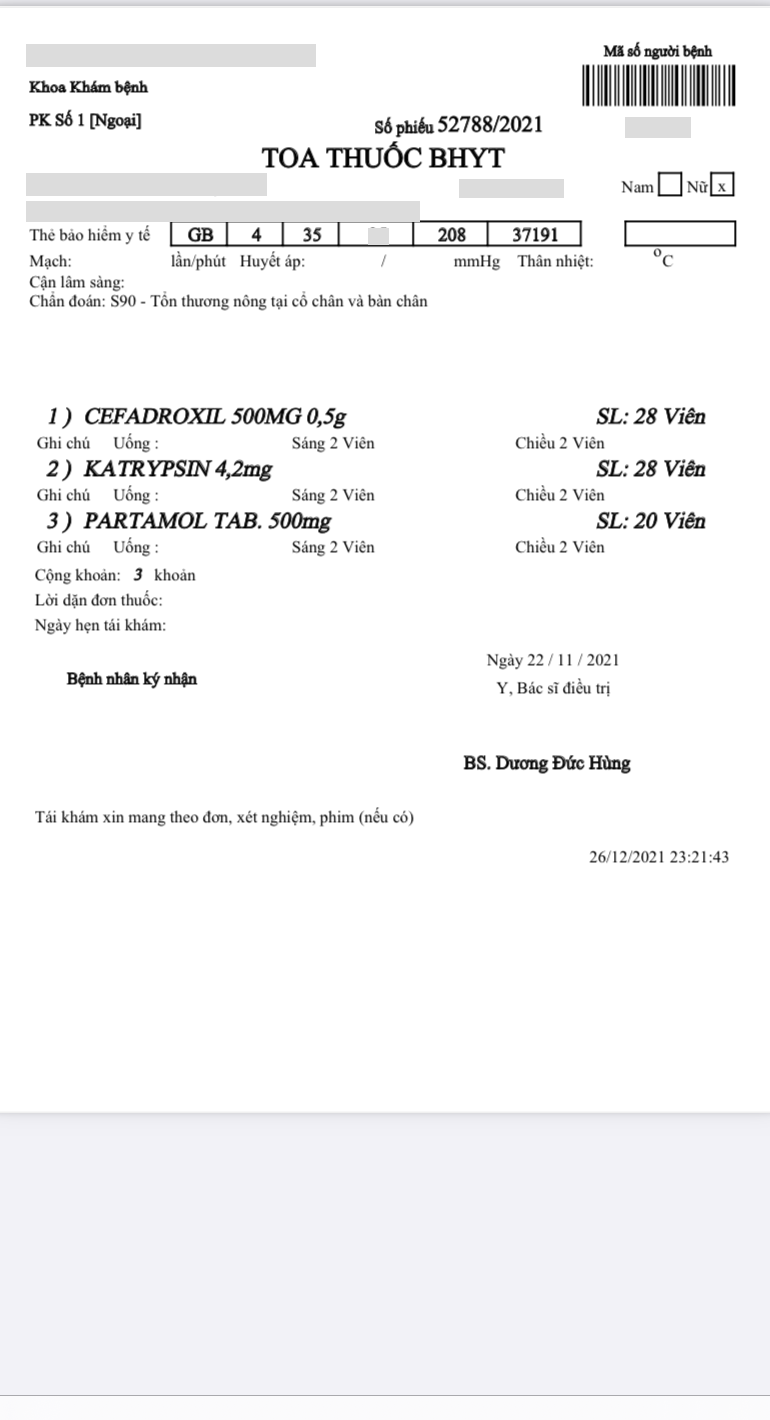 Mã số người bệnh
Khoa Khám bệnh
PK Số 1 [Ngoại]
Số phiếu 52788/2021
TOA THUỐC BHYT
Nam Nữ x
Thẻ bảo hiểm y tế GB 4 35 208 37191
Mạch: lần/phút Huyết áp: / mmHg Thân nhiệt: °C
Cận lâm sàng:
Chẩn đoán: S90 - Tổn thương nông tại cổ chân và bàn chân
1 ) CEFADROXIL 500MG 0,5g SL: 28 Viên
Ghi chú Uống : Sáng 2 Viên Chiều 2 Viên
2 ) KATRYPSIN 4,2mg SL: 28 Viên
Ghi chú Uống : Sáng 2 Viên Chiều 2 Viên
3 ) PARTAMOL TAB. 500mg SL: 20 Viên
Ghi chú Uống : Sáng 2 Viên Chiều 2 Viên
Cộng khoản: 3 khoản
Lời dặn đơn thuốc:
Ngày hẹn tái khám:
Ngày 22 / 11 / 2021
Bệnh nhân ký nhận
Y, Bác sĩ điều trị
BS. Dương Đức Hùng
Tái khám xin mang theo đơn, xét nghiệm, phim (nếu có)
26/12/2021 23:21:43